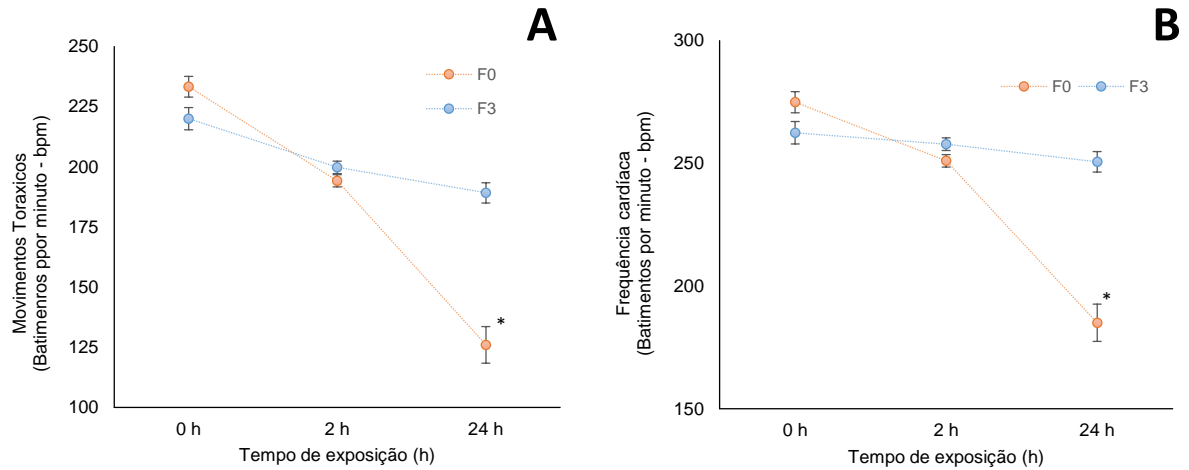 A
250
225
200
175
150
125
100
F0
F3
*
0 h
2 h
24 h
Tempo de exposição (h)
Movimentos Toraxicos
(Batimenros ppor minuto - bpm)
B
300
250
200
150
F0
F3
*
0 h
2 h
24 h
Tempo de exposição (h)
Frequência cardíaca
(Batimentos por minuto - bpm)